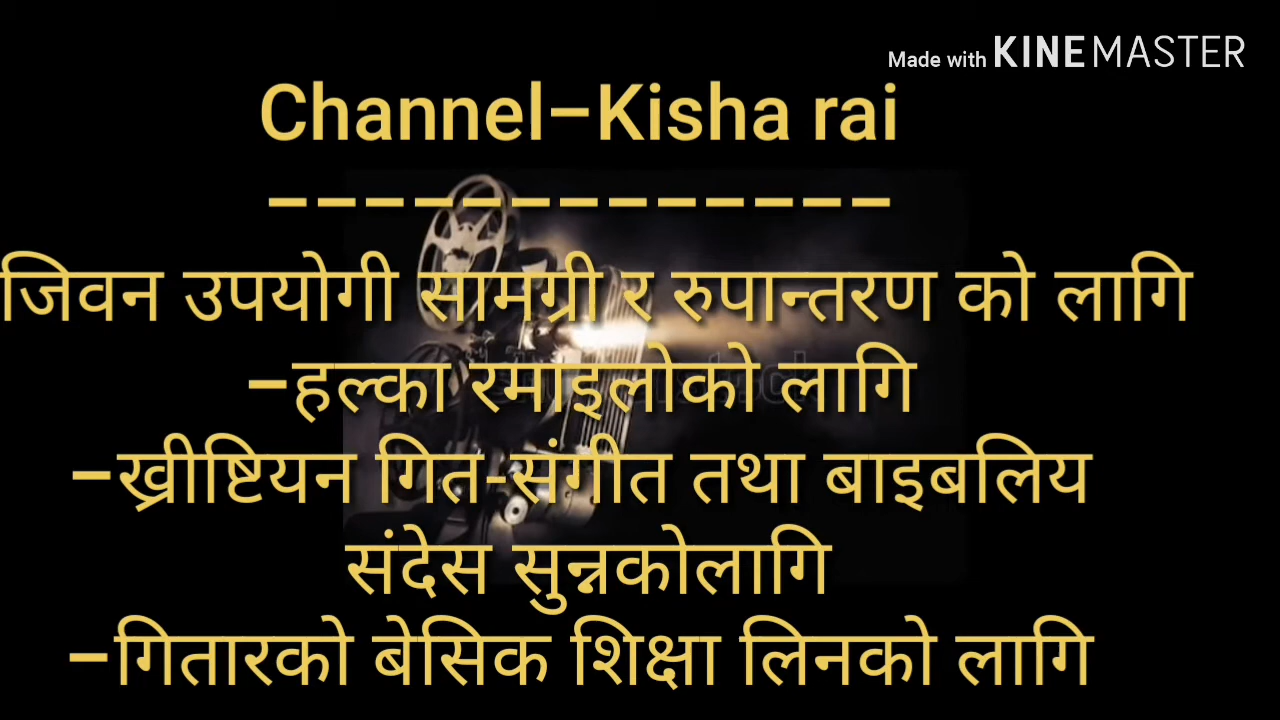 Made with KINEMASTER
Channel–Kisha rai
–––––––––––––
जिवन उपयोगी सामग्री र रुपान्तरण को लागि
–हल्का रमाइलोको लागि
–ख्रीष्टियन गित-संगीत तथा बाइबलिय
संदेस सुन्नकोलागि
–गितारको बेसिक शिक्षा लिनको लागि